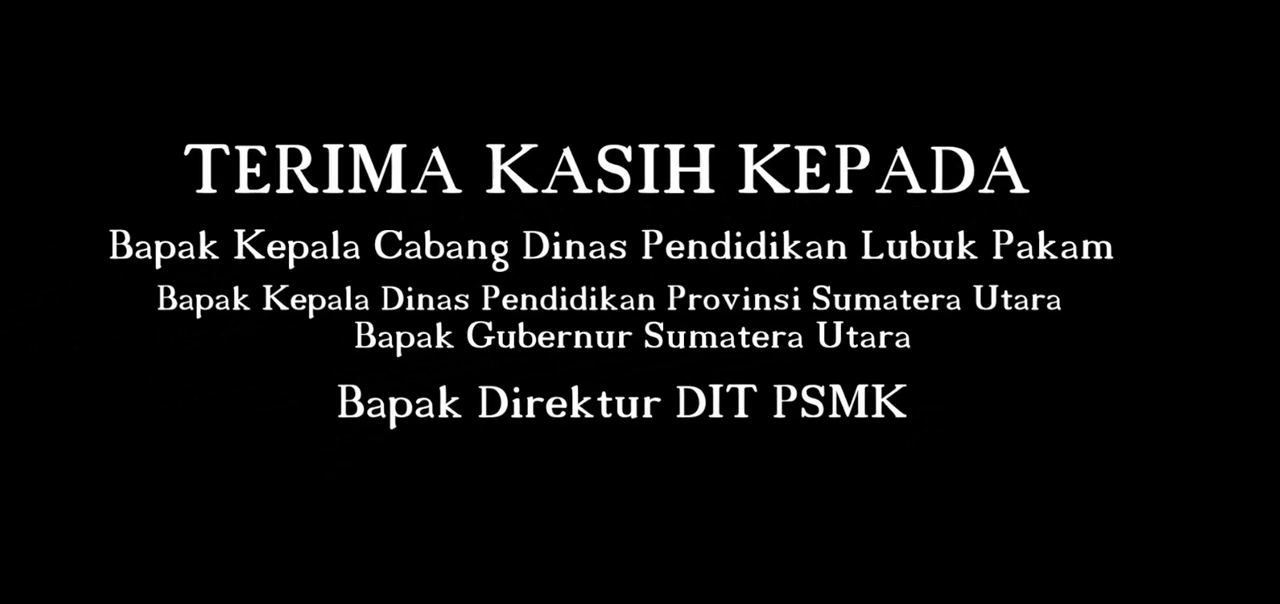 TERIMA KASIH KEPADA
Bapak Kepala Cabang Dinas Pendidikan Lubuk Pakam
Bapak Kepala Dinas Pendidikan Provinsi Sumatera Utara
Bapak Gubernur Sumatera Utara
Bapak Direktur DIT PSMK